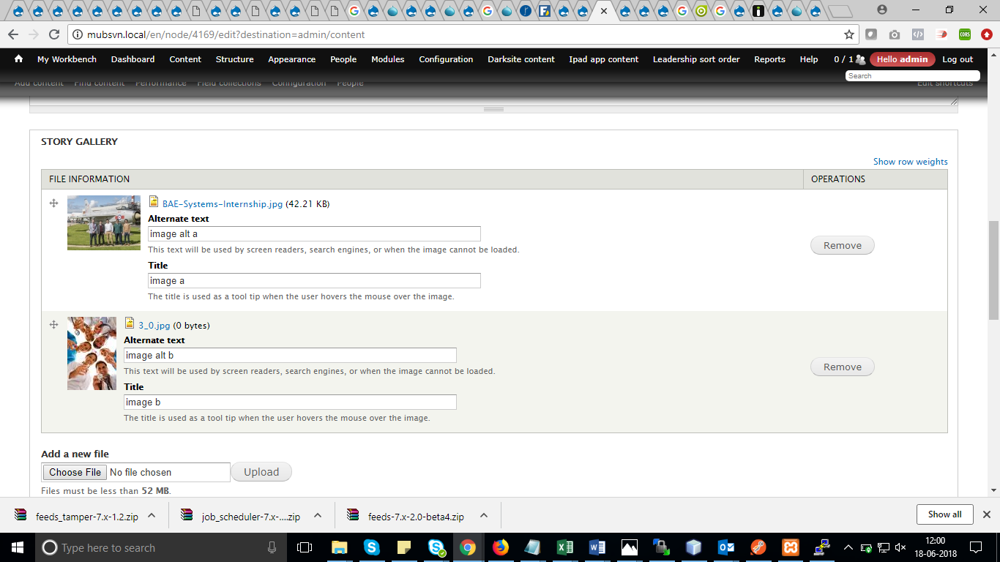 mubsvn.local/en/node/4169/edit?destination=admin/content
My Workbench Dashboard Content Structure Appearance People Modules Configuration Darksite content Ipad app content Leadership sort order Reports Help 0 / 1 Hello admin Log out
Search
Add content Find content Performance Field collections Configuration People Edit shortcuts
STORY GALLERY
Show row weights
FILE INFORMATION OPERATIONS
BAE-Systems-Internship.jpg (42.21 KB)
Alternate text
image alt a
This text will be used by screen readers, search engines, or when the image cannot be loaded.
Remove
Title
image a
The title is used as a tool tip when the user hovers the mouse over the image.
3_0.jpg (0 bytes)
Alternate text
image alt b
This text will be used by screen readers, search engines, or when the image cannot be loaded.
Remove
Title
image b
The title is used as a tool tip when the user hovers the mouse over the image.
Add a new file
Choose File No file chosen Upload
Files must be less than 52 MB.
feeds_tamper-7.x-1.2.zip job_scheduler-7.x-....zip feeds-7.x-2.0-beta4.zip Show all
Type here to search
12:00
18-06-2018